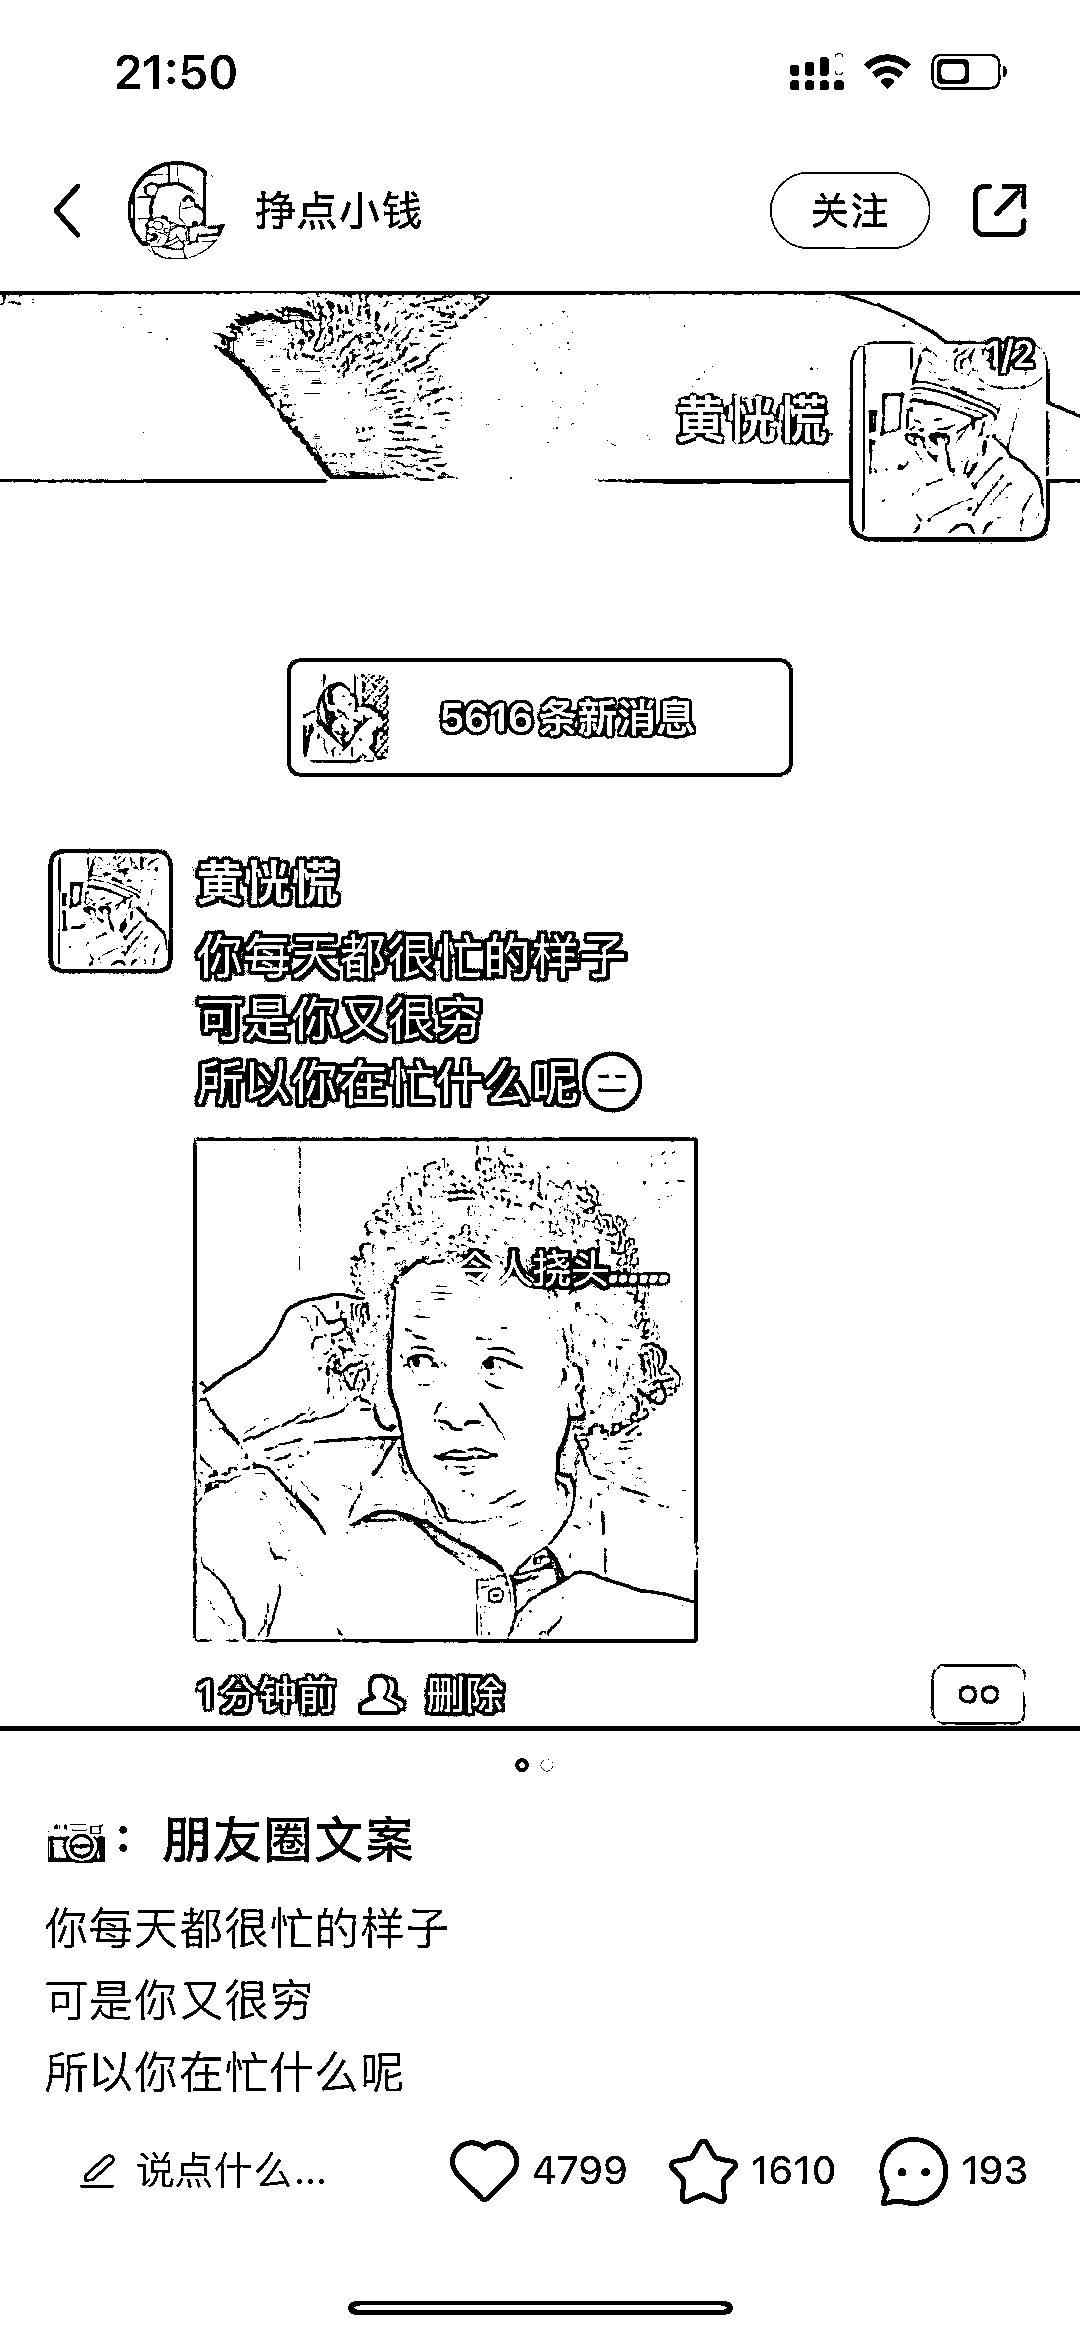 21:50
挣点小钱
关注
1/2
黄恍慌
5616条新消息
黄恍慌
你每天都很忙的样子
可是你又很穷
所以你在忙什么呢
令人挠头……
1分钟前 删除
：朋友圈文案
你每天都很忙的样子
可是你又很穷
所以你在忙什么呢
说点什么... 4799 1610 193